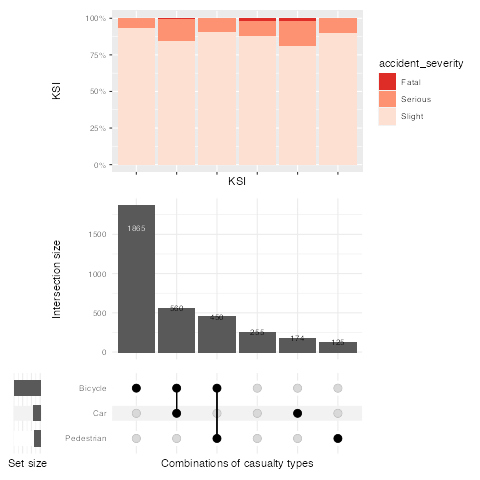 100%
75%
50%
25%
0%
KSI
KSI
accident_severity
Fatal
Serious
Slight
1500
1000
500
0
Intersection size
1865
560
450
255
174
125
Bicycle
Car
Pedestrian
Set size
Combinations of casualty types